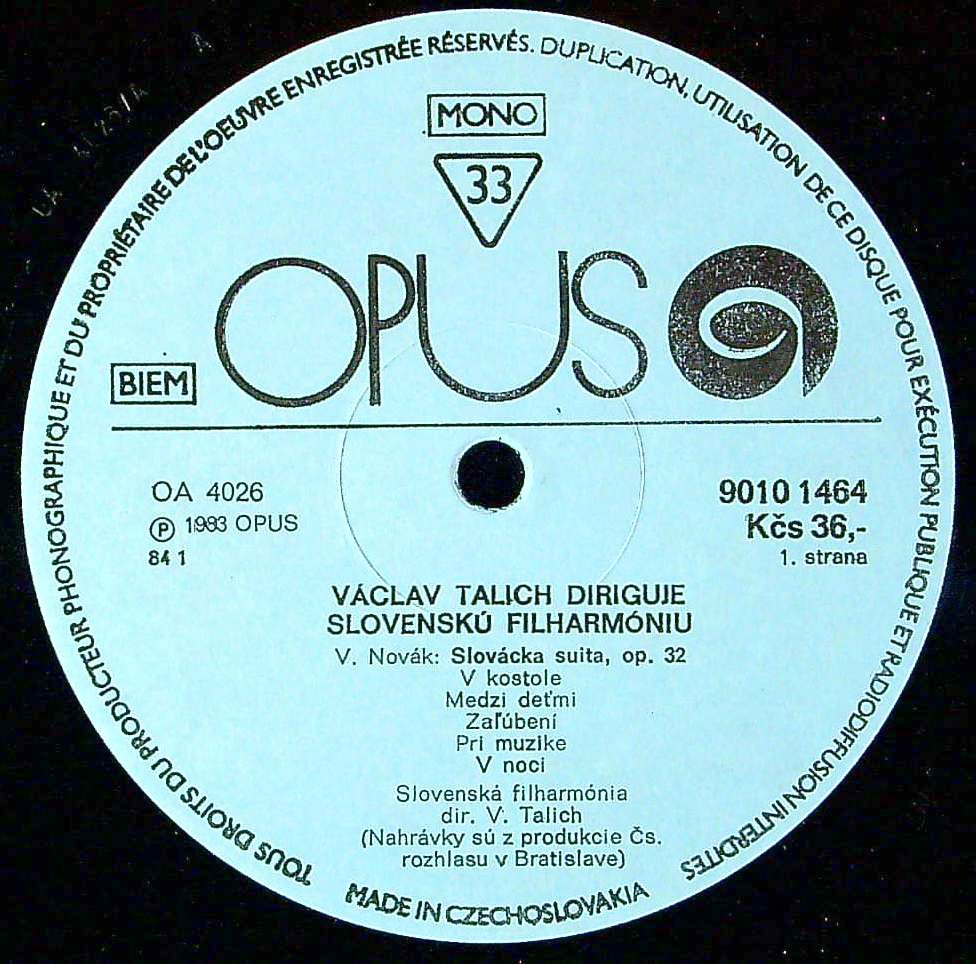 TOUS DROITS DU PRODUCTEUR PHONOGRAPHIQUE ET DU PROPRIÉTAIRE DE L'OEUVRE ENREGISTRÉE RÉSERVÉS. DUPLICATION, UTILISATION DE CE DISQUE POUR EXÉCUTION PUBLIQUE ET RADIODIFFUSION INTERDITES
MONO
33
OPUS
BIEM
OA 4026
℗ 1983 OPUS
84 1
9010 1464
Kčs 36,-
1. strana
VÁCLAV TALICH DIRIGUJE
SLOVENSKÚ FILHARMÓNIU
V. Novák: Slovácka suita, op. 32
V kostole
Medzi deťmi
Zaľúbení
Pri muzike
V noci
Slovenská filharmónia
dir. V. Talich
(Nahrávky sú z produkcie Čs.
rozhlasu v Bratislave)
MADE IN CZECHOSLOVAKIA